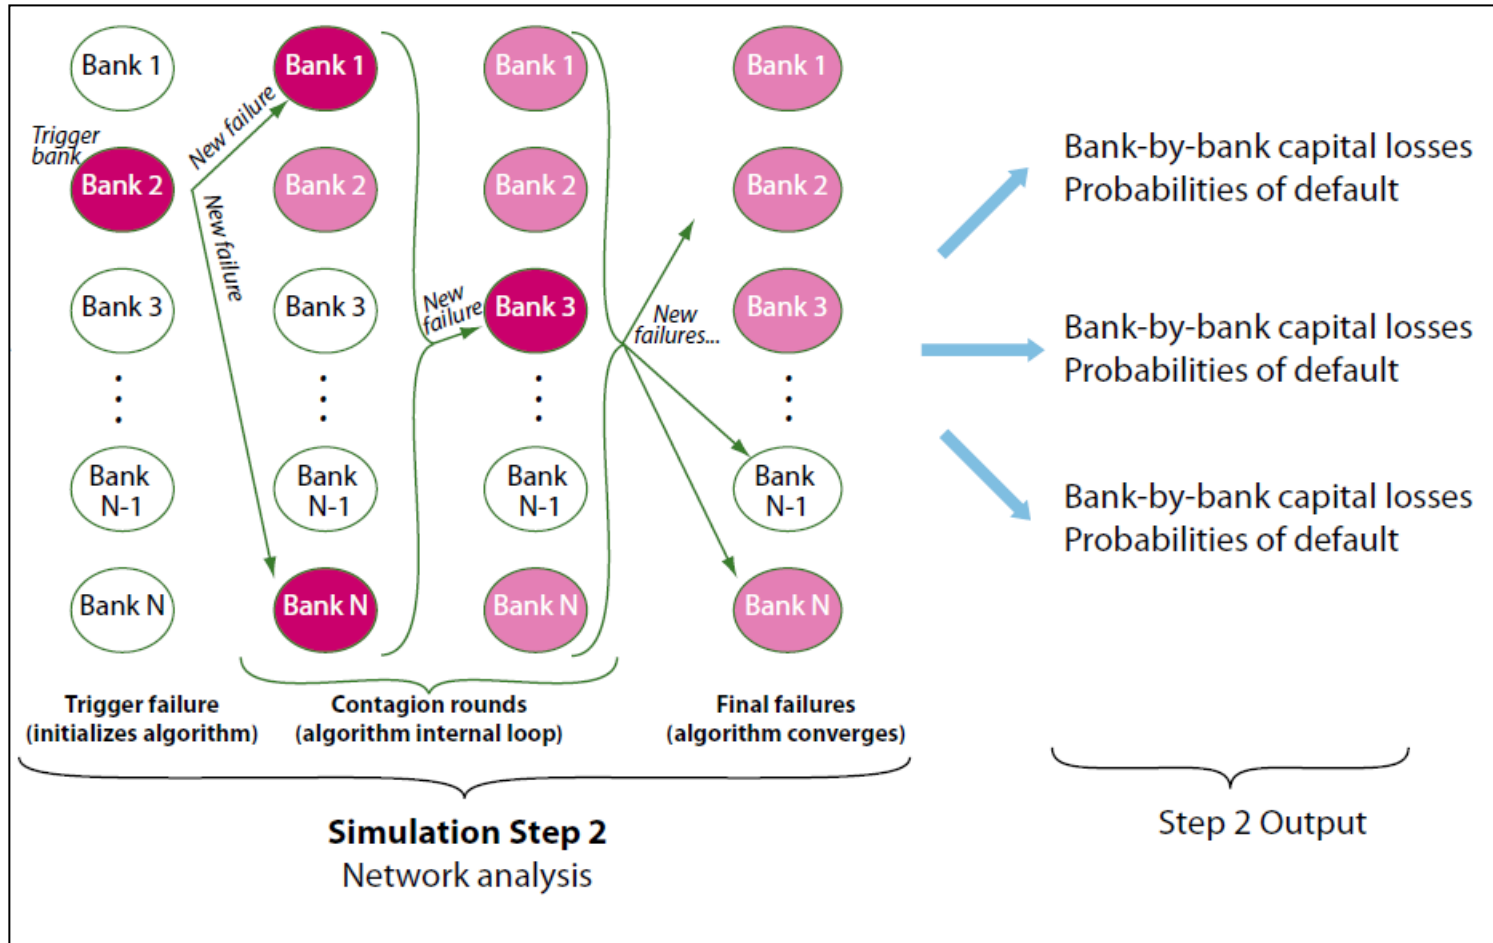 Bank 1
Trigger
bank
Bank 2
Bank 3
Bank
N-1
Bank N
New failure
New failure
Bank 1
Bank 2
Bank 3
Bank
N-1
Bank N
New
failure
Bank 1
Bank 2
Bank 3
Bank
N-1
Bank N
New
failures...
Bank 1
Bank 2
Bank 3
Bank
N-1
Bank N
Bank-by-bank capital losses
Probabilities of default
Bank-by-bank capital losses
Probabilities of default
Bank-by-bank capital losses
Probabilities of default
Trigger failure
(initializes algorithm)
Contagion rounds
(algorithm internal loop)
Final failures
(algorithm converges)
Simulation Step 2
Network analysis
Step 2 Output